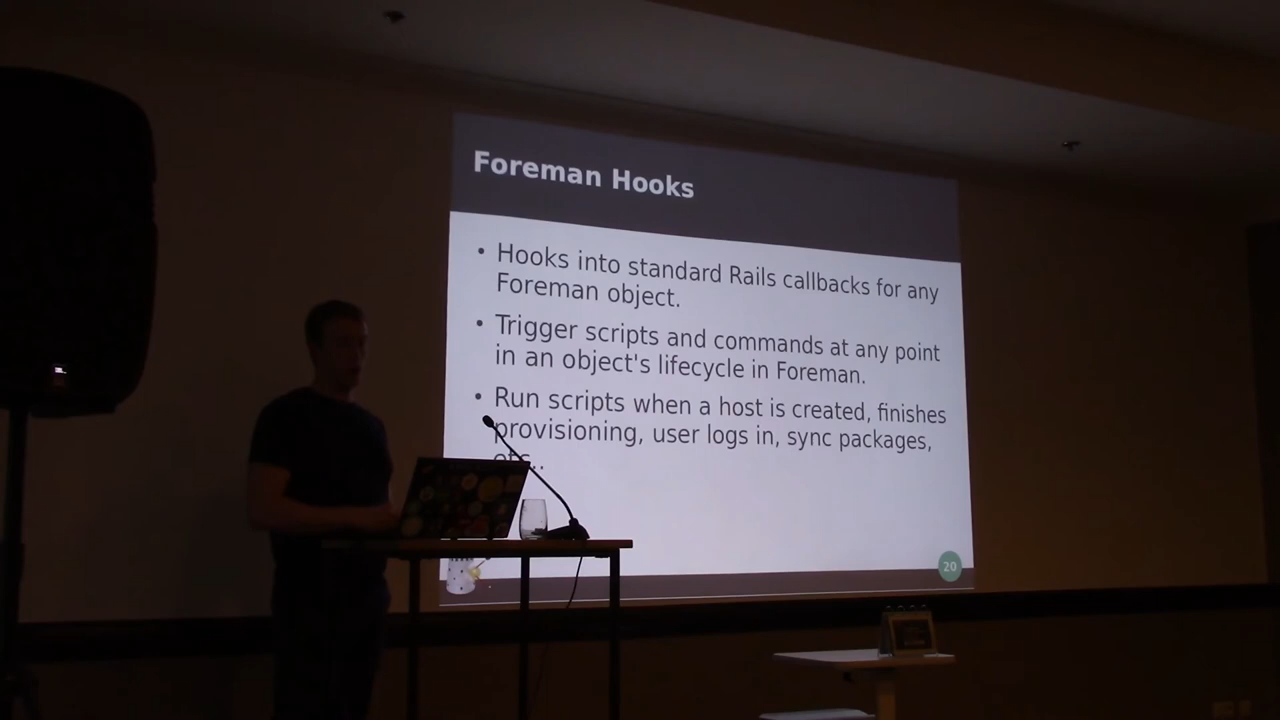 Foreman Hooks
• Hooks into standard Rails callbacks for any
Foreman object.
• Trigger scripts and commands at any point
in an object's lifecycle in Foreman.
• Run scripts when a host is created, finishes
provisioning, user logs in, sync packages,
20